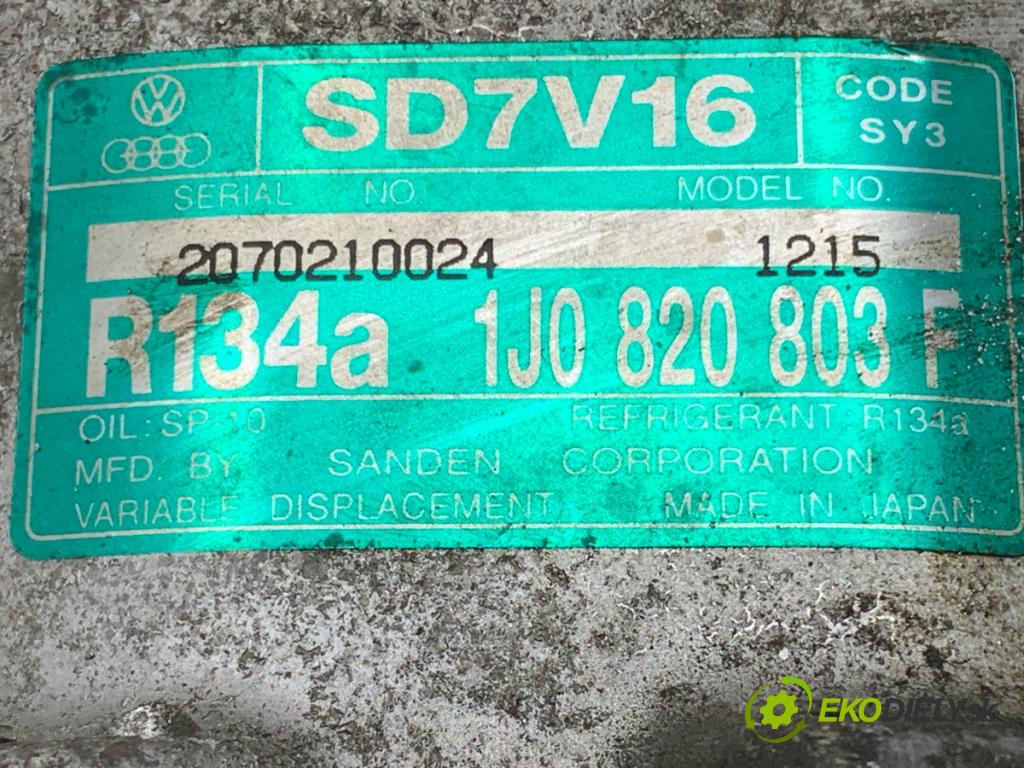 SD7V16
CODE
SY3
SERIAL NO.
MODEL NO.
2070210024
1215
R134a
1J0 820 803 F
OIL: SP-10
REFRIGERANT R134a
MFD. BY SANDEN CORPORATION
VARIABLE DISPLACEMENT
MADE IN JAPAN
EKODIELY.sk